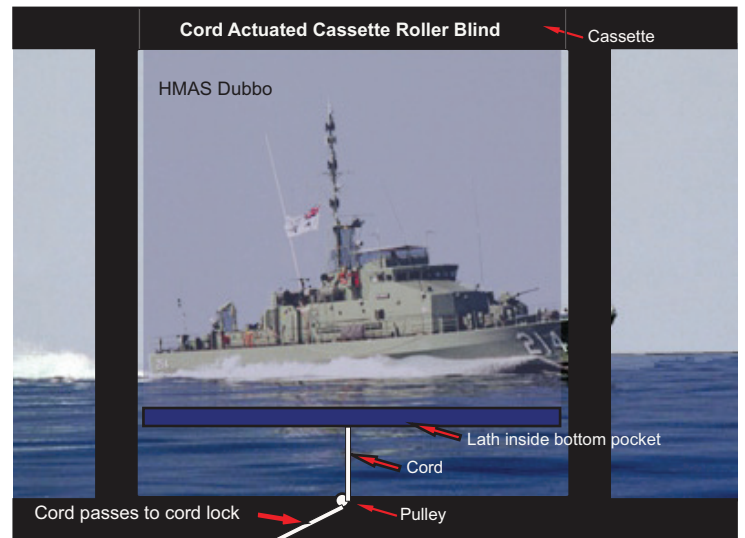 Cord Actuated Cassette Roller Blind
Cassette
HMAS Dubbo
214
Lath inside bottom pocket
Cord
Cord passes to cord lock
Pulley